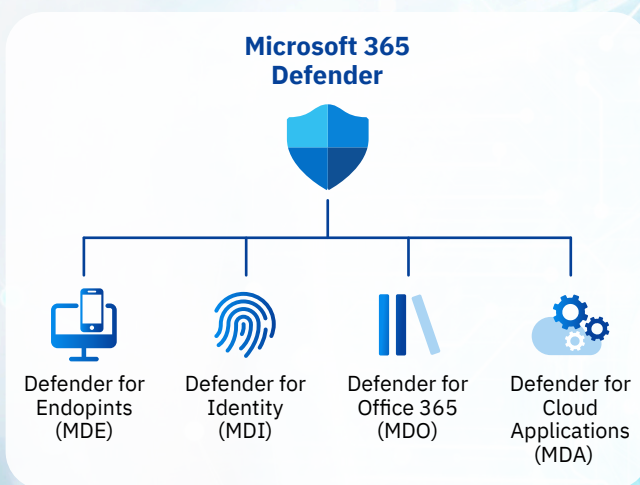 Microsoft 365
Defender
Defender for
Endopints
(MDE)
Defender for
Identity
(MDI)
Defender for
Office 365
(MDO)
Defender for
Cloud
Applications
(MDA)